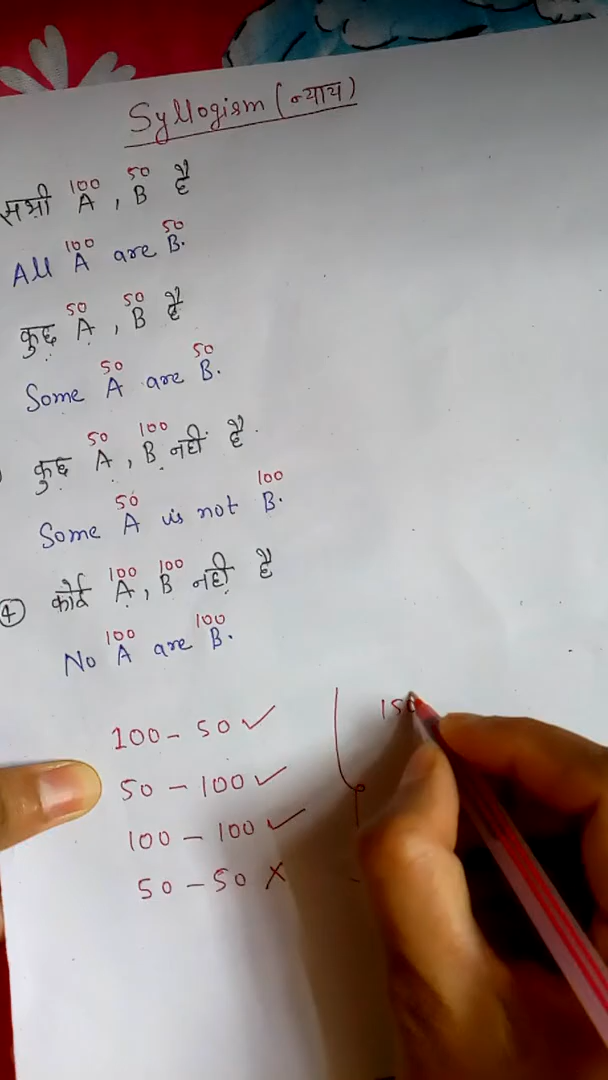 Syllogism (न्याय)
100 50
सभी A, B है
100 50
All A are B.
50 50
कुछ A, B है
50 50
Some A are B.
50 100
कुछ A, B नहीं है.
50 100
Some A is not B.
100 100
④ कोई A, B नहीं है
100 100
No A are B.
100 - 50 ✓
150
50 - 100 ✓
100 - 100 ✓
50 - 50 ✗